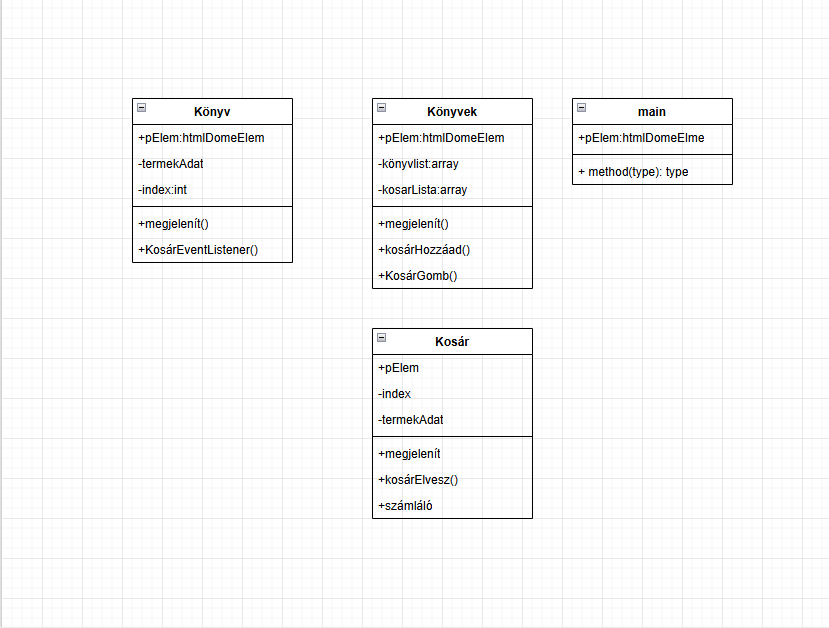 Könyv
+pElem:htmlDomeElem
-termekAdat
-index:int
+megjelenít()
+KosárEventListener()
Könyvek
+pElem:htmlDomeElem
-könyvlist:array
-kosarLista:array
+megjelenít()
+kosárHozzáad()
+KosárGomb()
main
+pElem:htmlDomeElme
+ method(type): type
Kosár
+pElem
-index
-termekAdat
+megjelenít
+kosárElvesz()
+számláló